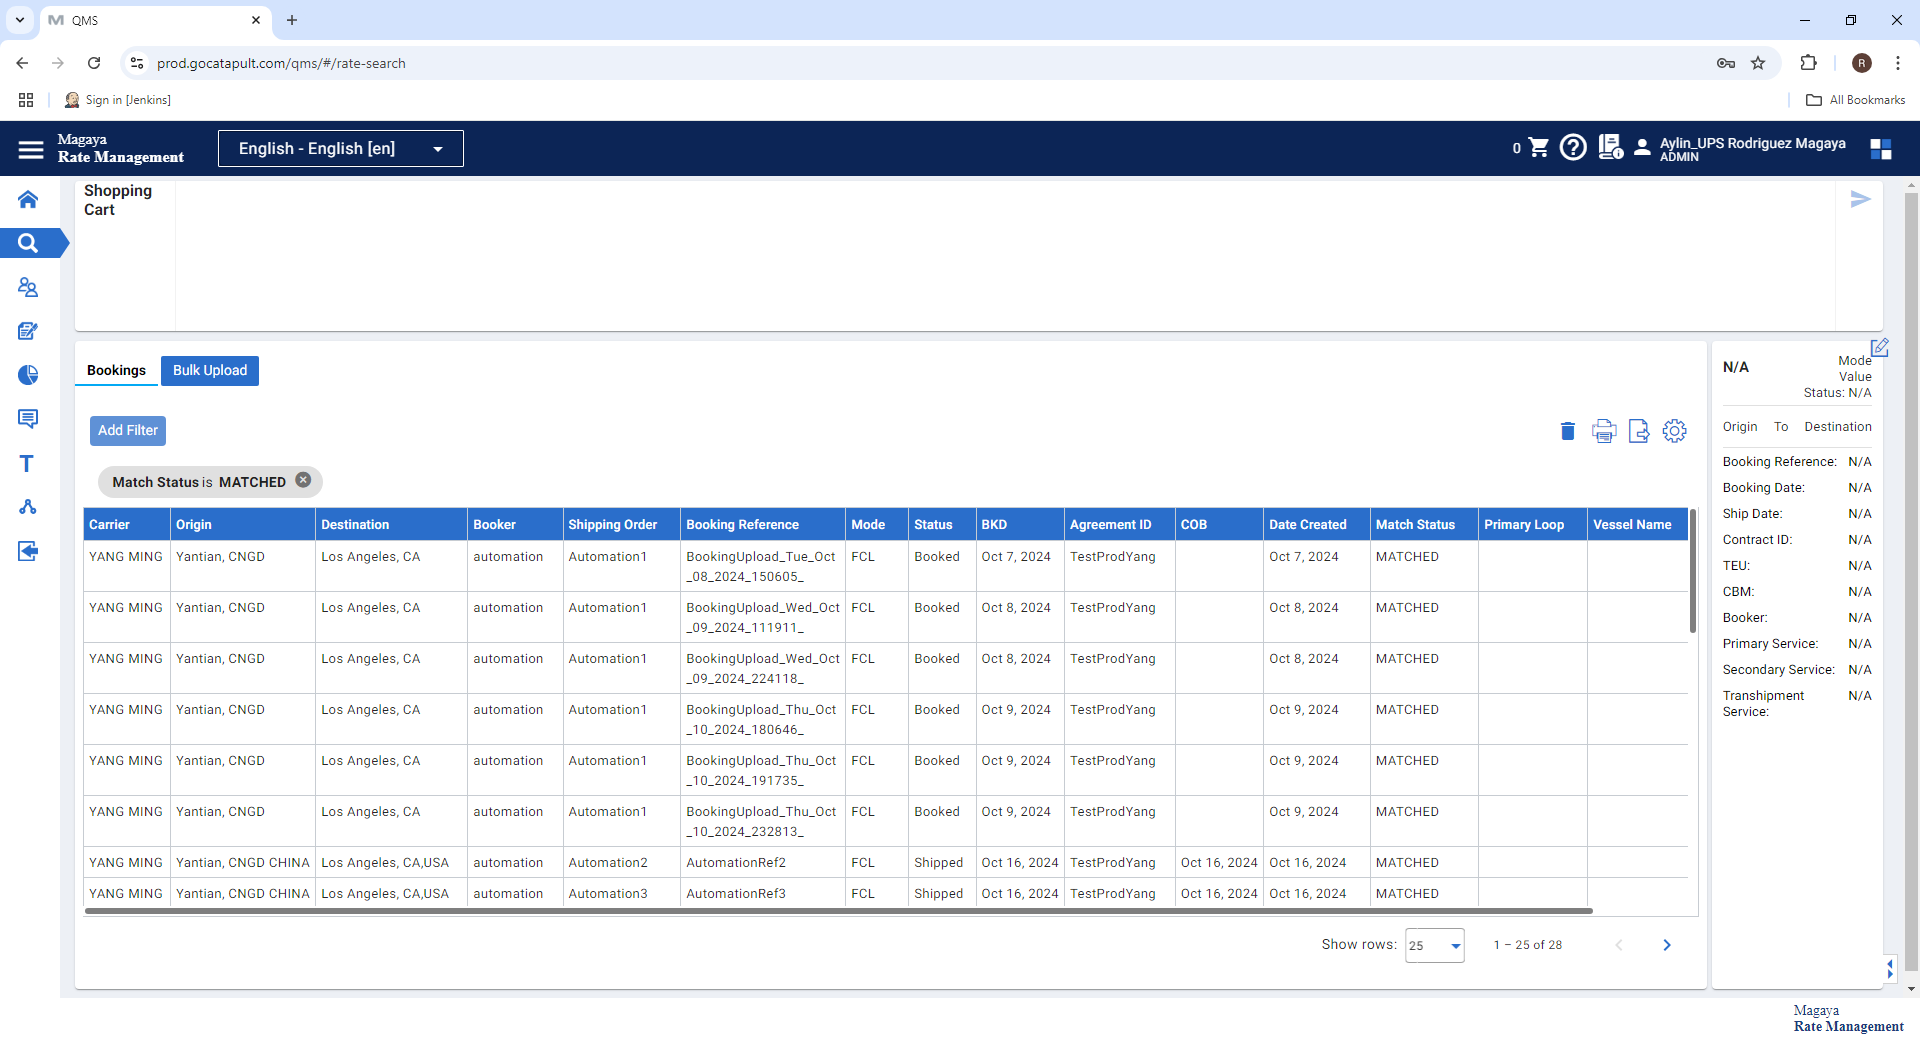 QMS
prod.gocatapult.com/qms/#/rate-search
R
Sign in [Jenkins]
All Bookmarks
Magaya
Rate Management
English - English [en]
0
Aylin_UPS Rodriguez Magaya
ADMIN
Shopping
Cart
Bookings
Bulk Upload
Add Filter
Match Status is MATCHED
Carrier Origin Destination Booker Shipping Order Booking Reference Mode Status BKD Agreement ID COB Date Created Match Status Primary Loop Vessel Name
YANG MING Yantian, CNGD Los Angeles, CA automation Automation1 BookingUpload_Tue_Oct FCL Booked Oct 7, 2024 TestProdYang Oct 7, 2024 MATCHED
_08_2024_150605_
YANG MING Yantian, CNGD Los Angeles, CA automation Automation1 BookingUpload_Wed_Oct FCL Booked Oct 8, 2024 TestProdYang Oct 8, 2024 MATCHED
_09_2024_111911_
YANG MING Yantian, CNGD Los Angeles, CA automation Automation1 BookingUpload_Wed_Oct FCL Booked Oct 8, 2024 TestProdYang Oct 8, 2024 MATCHED
_09_2024_224118_
YANG MING Yantian, CNGD Los Angeles, CA automation Automation1 BookingUpload_Thu_Oct FCL Booked Oct 9, 2024 TestProdYang Oct 9, 2024 MATCHED
_10_2024_180646_
YANG MING Yantian, CNGD Los Angeles, CA automation Automation1 BookingUpload_Thu_Oct FCL Booked Oct 9, 2024 TestProdYang Oct 9, 2024 MATCHED
_10_2024_191735_
YANG MING Yantian, CNGD Los Angeles, CA automation Automation1 BookingUpload_Thu_Oct FCL Booked Oct 9, 2024 TestProdYang Oct 9, 2024 MATCHED
_10_2024_232813_
YANG MING Yantian, CNGD CHINA Los Angeles, CA,USA automation Automation2 AutomationRef2 FCL Shipped Oct 16, 2024 TestProdYang Oct 16, 2024 Oct 16, 2024 MATCHED
YANG MING Yantian, CNGD CHINA Los Angeles, CA,USA automation Automation3 AutomationRef3 FCL Shipped Oct 16, 2024 TestProdYang Oct 16, 2024 Oct 16, 2024 MATCHED
Show rows: 25 1 – 25 of 28
N/A
Mode
Value
Status: N/A
Origin To Destination
Booking Reference: N/A
Booking Date: N/A
Ship Date: N/A
Contract ID: N/A
TEU: N/A
CBM: N/A
Booker: N/A
Primary Service: N/A
Secondary Service: N/A
Transhipment N/A
Service:
Magaya
Rate Management